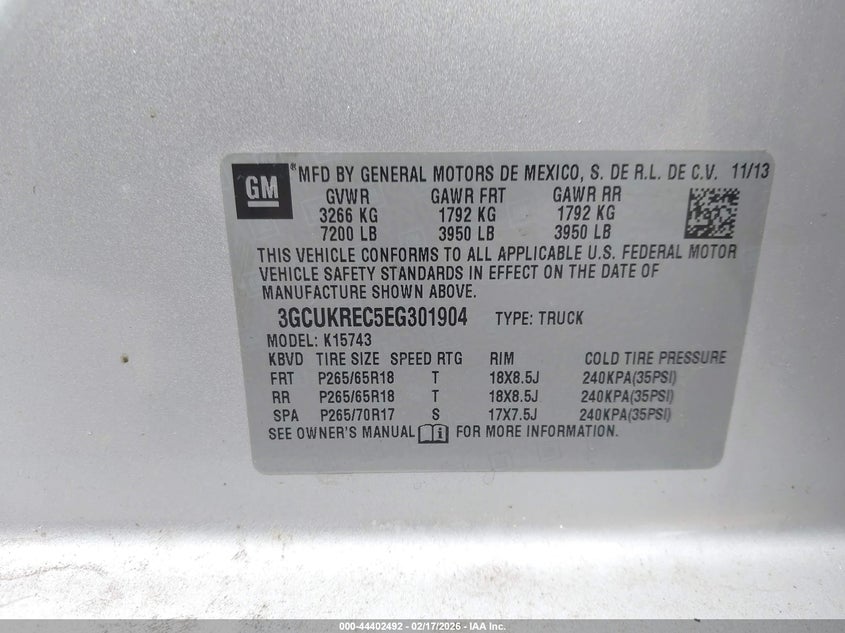 GM ® MFD BY GENERAL MOTORS DE MEXICO, S. DE R.L. DE C.V. 11/13
GVWR GAWR FRT GAWR RR
3266 KG 1792 KG 1792 KG
7200 LB 3950 LB 3950 LB
THIS VEHICLE CONFORMS TO ALL APPLICABLE U.S. FEDERAL MOTOR
VEHICLE SAFETY STANDARDS IN EFFECT ON THE DATE OF
MANUFACTURE SHOWN ABOVE.
3GCUKREC5EG301904 TYPE: TRUCK
MODEL: K15743
KBVD TIRE SIZE SPEED RTG RIM COLD TIRE PRESSURE
FRT P265/65R18 T 18X8.5J 240KPA(35PSI)
RR P265/65R18 T 18X8.5J 240KPA(35PSI)
SPA P265/70R17 S 17X7.5J 240KPA(35PSI)
SEE OWNER'S MANUAL FOR MORE INFORMATION.
000-44402492 - 02/17/2026 - IAA Inc.